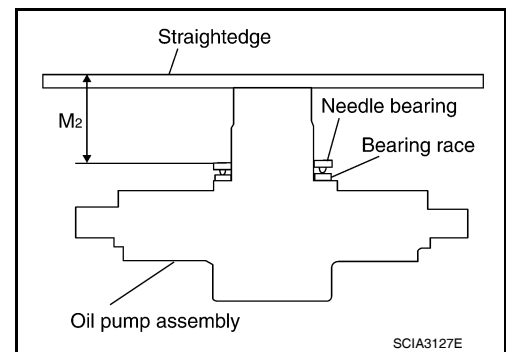 Straightedge
M2
Needle bearing
Bearing race
Oil pump assembly
SCIA3127E